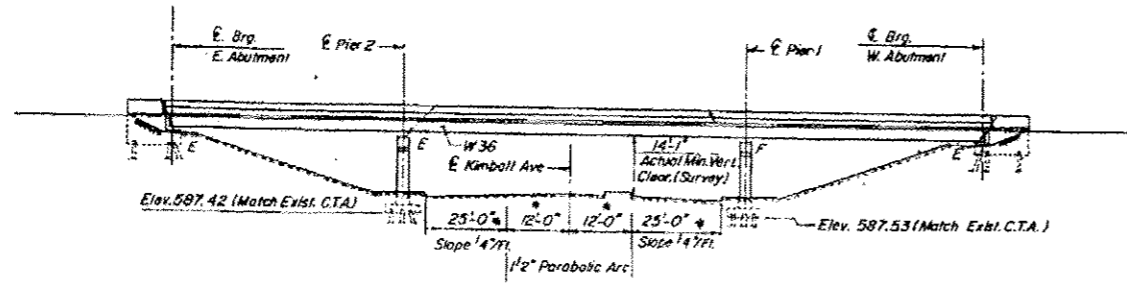 ℄ Brg.
E. Abutment
℄ Pier 2
℄ Pier 1
℄ Brg.
W. Abutment
E
W36
℄ Kimball Ave
E
14'-1"
Actual Min. Vert.
Clear. (Survey)
F
E
Elev. 587.42 (Match Exist. C.T.A.)
25'-0" *
12'-0"
*
12'-0"
*
25'-0" *
Elev. 587.53 (Match Exist. C.T.A.)
Slope 1/4"/Ft.
Slope 1/4"/Ft.
1 1/2" Parabolic Arc